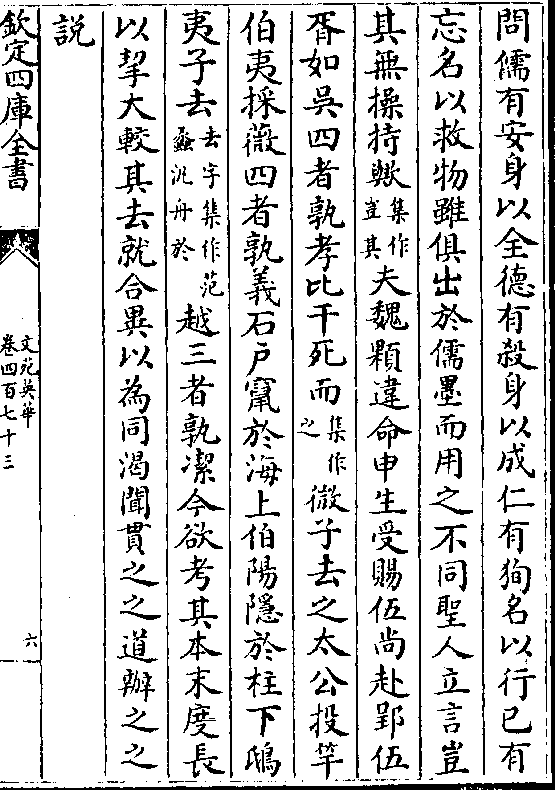 問儒有安身以全德有殺身以成仁有狥名以行已有
忘名以救物雖俱出於儒墨而用之不同聖人立言豈
其無操持歟集作豈其夫魏顆違命申生受賜伍尚赴郢伍
胥如吳四者孰孝比干死而集作之微子去之太公投竿
伯夷採薇四者孰義石戶竄於海上伯陽隱於柱下鴟
夷子去去字集作范蠡汎舟於越三者孰潔今欲考其本末度長
以挈大較其去就合異以為同渴聞貫之之道辦之之
説
欽定四庫全書
文苑英華
卷四百七十三
六